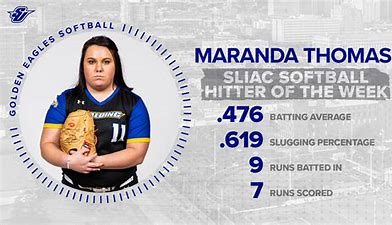 GOLDEN EAGLES SOFTBALL
11
MARANDA THOMAS
SLIAC SOFTBALL
HITTER OF THE WEEK
.476 BATTING AVERAGE
.619 SLUGGING PERCENTAGE
9 RUNS BATTED IN
7 RUNS SCORED